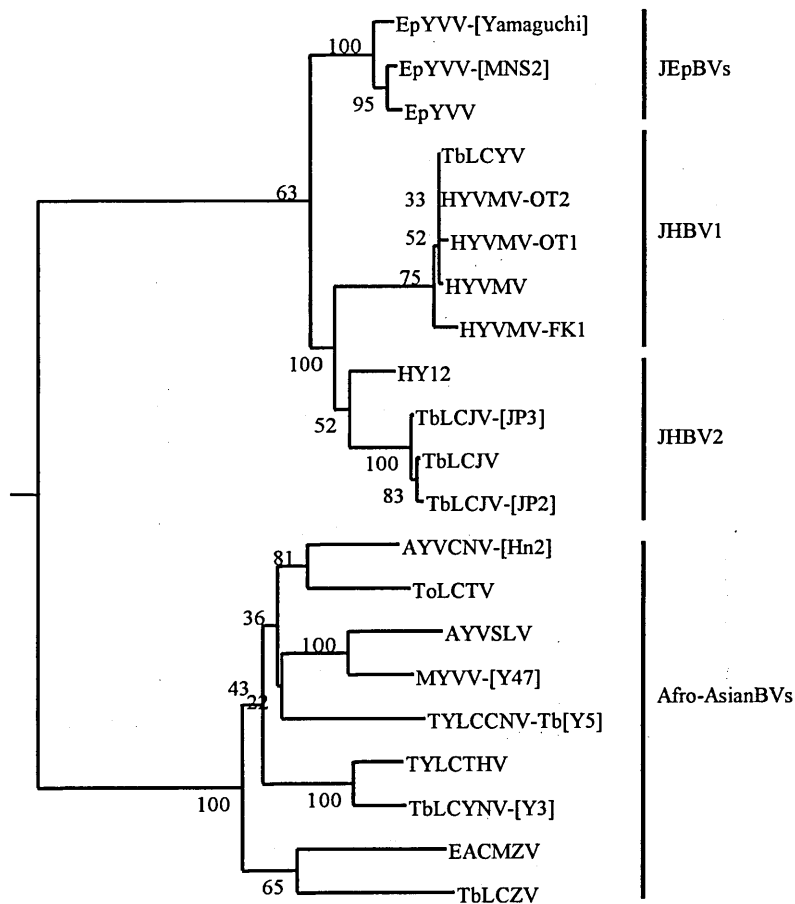 EpYVV-[Yamaguchi]
100
EpYVV-[MNS2]
JEpBVs
95
EpYVV
TbLCYV
63
33
HYVMV-OT2
52
HYVMV-OT1
JHBV1
75
HYVMV
HYVMV-FK1
100
HY12
TbLCJV-[JP3]
52
JHBV2
100
TbLCJV
83
TbLCJV-[JP2]
AYVCNV-[Hn2]
81
ToLCTV
36
AYVSLV
100
MYVV-[Y47]
43
22
Afro-AsianBVs
TYLCCNV-Tb[Y5]
TYLCTHV
100
TbLCYNV-[Y3]
100
EACMZV
65
TbLCZV